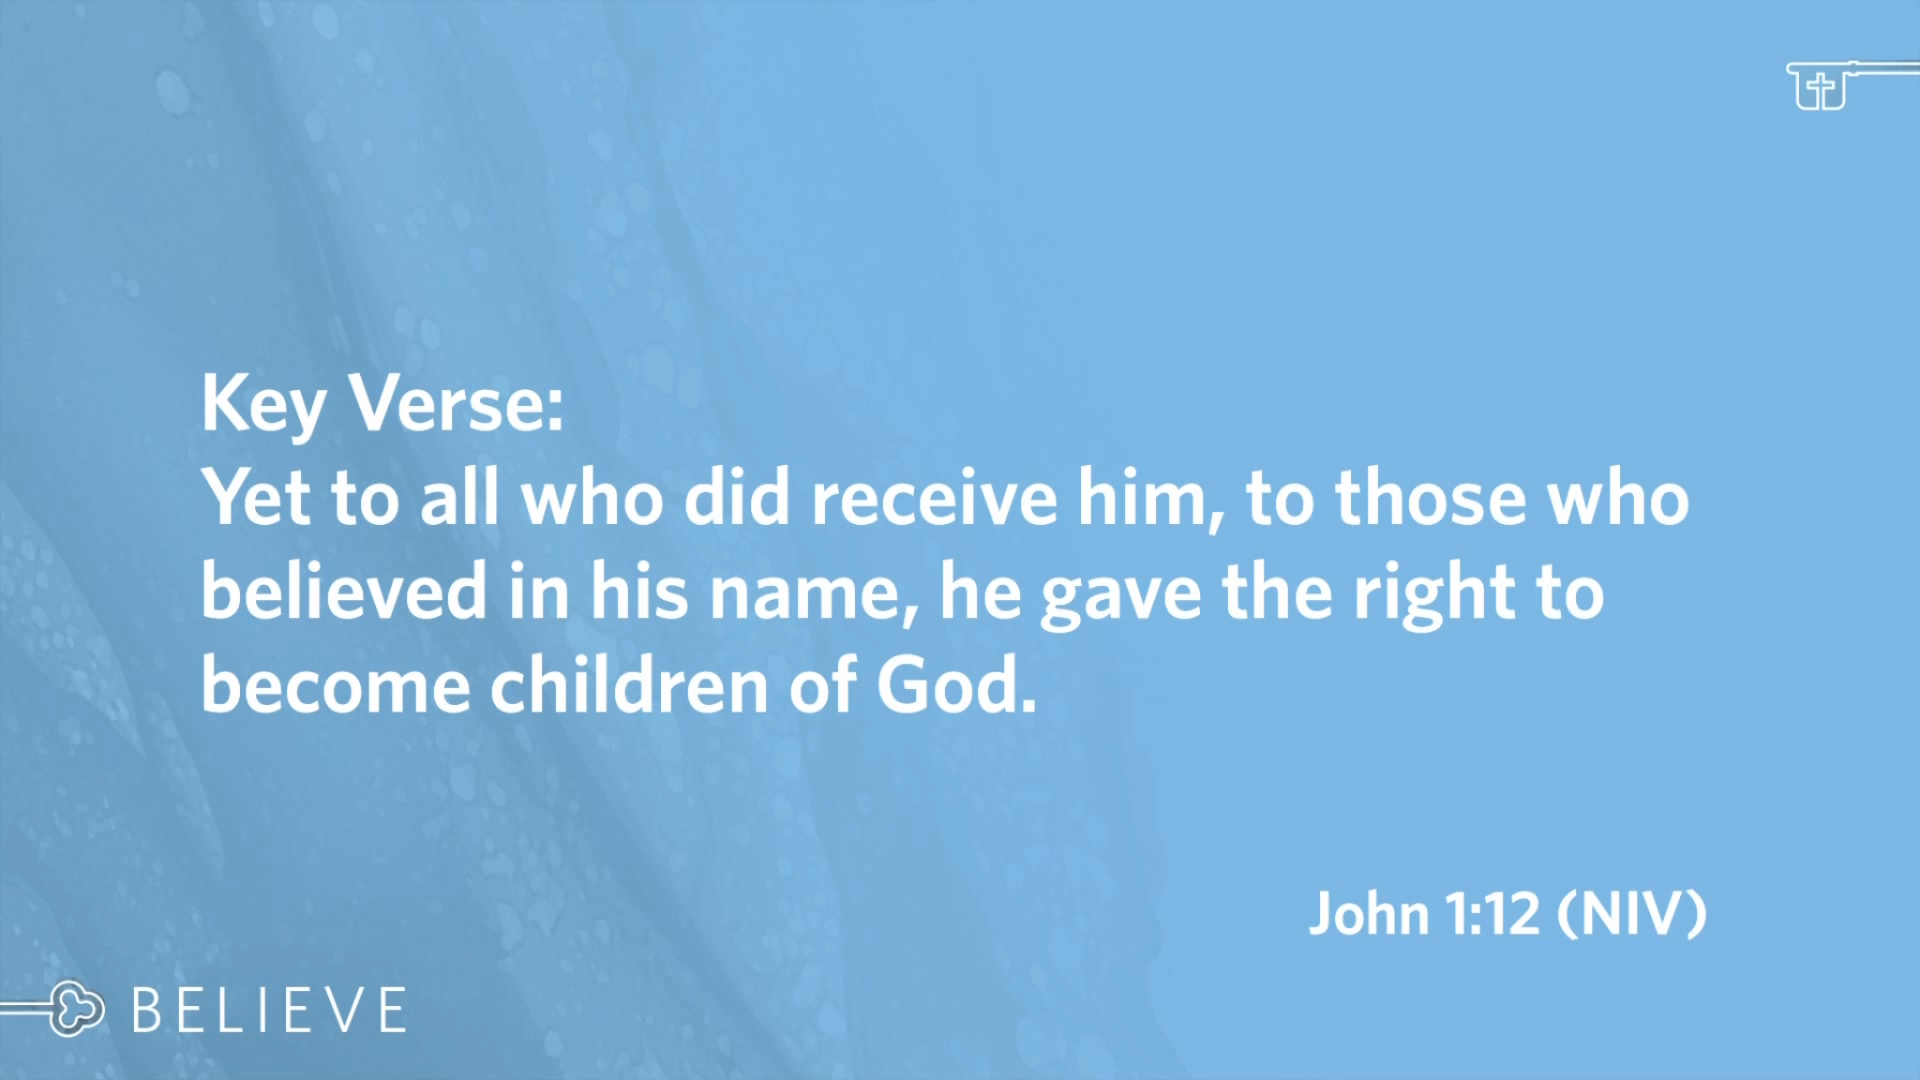 Key Verse:
Yet to all who did receive him, to those who
believed in his name, he gave the right to
become children of God.
John 1:12 (NIV)
BELIEVE